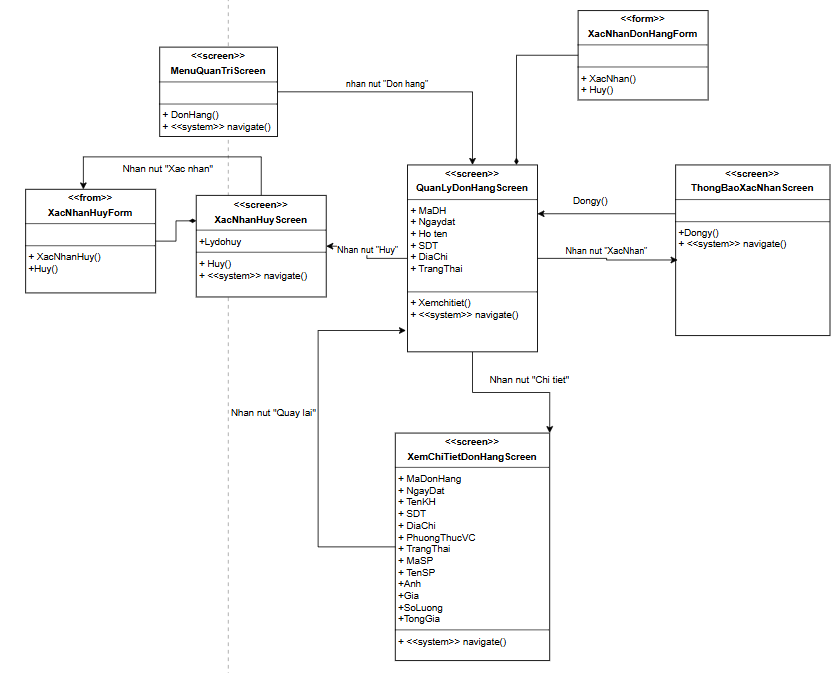 <<form>>
XacNhanDonHangForm
+ XacNhan()
+ Huy()
<<screen>>
MenuQuanTriScreen
+ DonHang()
+ <<system>> navigate()
nhan nut "Don hang"
Nhan nut "Xac nhan"
<<from>>
XacNhanHuyForm
+ XacNhanHuy()
+Huy()
<<screen>>
XacNhanHuyScreen
+Lydohuy
+ Huy()
+ <<system>> navigate()
Nhan nut "Huy"
<<screen>>
QuanLyDonHangScreen
+ MaDH
+ Ngaydat
+ Ho ten
+ SDT
+ DiaChi
+ TrangThai
+ Xemchitiet()
+ <<system>> navigate()
Dongy()
Nhan nut "XacNhan"
<<screen>>
ThongBaoXacNhanScreen
+Dongy()
+ <<system>> navigate()
Nhan nut "Chi tiet"
Nhan nut "Quay lai"
<<screen>>
XemChiTietDonHangScreen
+ MaDonHang
+ NgayDat
+ TenKH
+ SDT
+ DiaChi
+ PhuongThucVC
+ TrangThai
+ MaSP
+ TenSP
+Anh
+Gia
+SoLuong
+TongGia
+ <<system>> navigate()